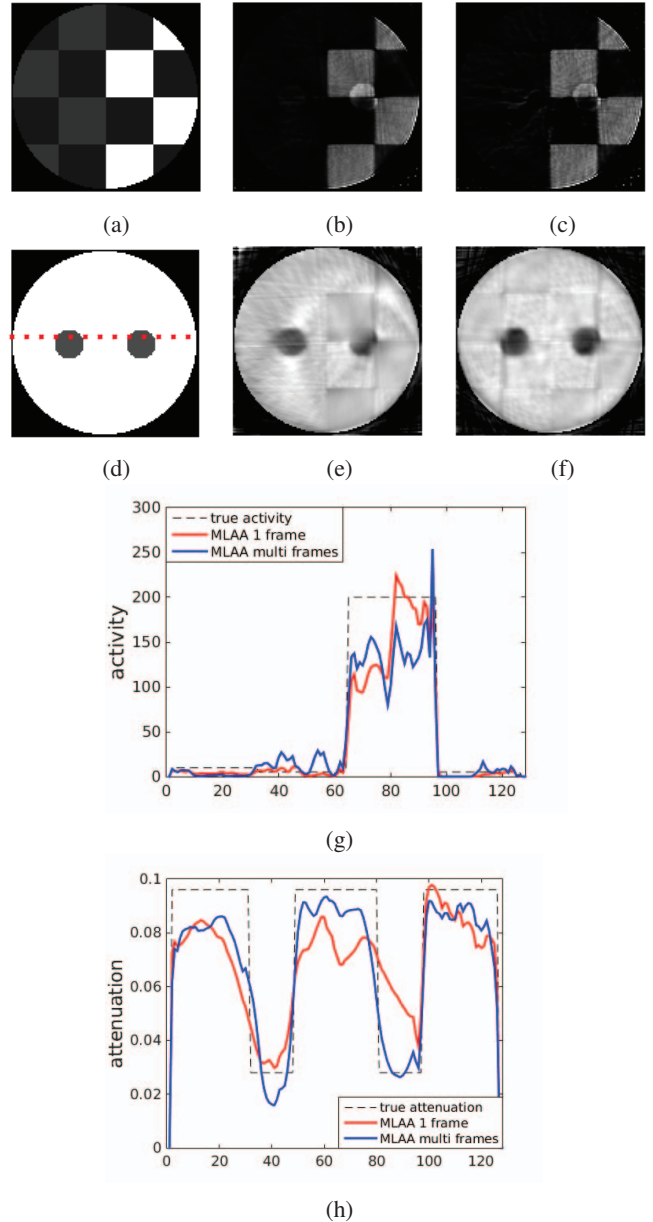 (a) (b) (c)
(d) (e) (f)
300
250
200
150
100
50
0
activity
true activity
MLAA 1 frame
MLAA multi frames
0 20 40 60 80 100 120
(g)
0.1
0.08
0.06
0.04
0.02
0
attenuation
true attenuation
MLAA 1 frame
MLAA multi frames
0 20 40 60 80 100 120
(h)